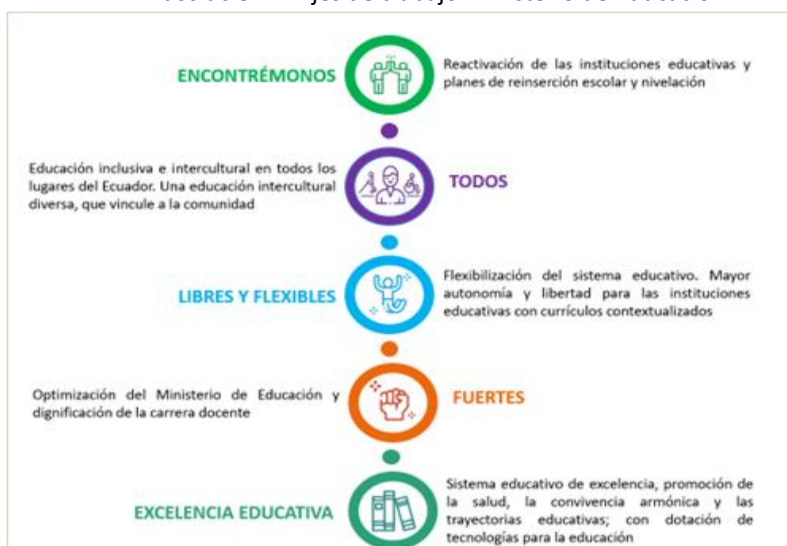 ENCONTRÉMONOS
Reactivación de las instituciones educativas y
planes de reinserción escolar y nivelación
Educación inclusiva e intercultural en todos los
lugares del Ecuador. Una educación intercultural
diversa, que vincule a la comunidad
TODOS
LIBRES Y FLEXIBLES
Flexibilización del sistema educativo. Mayor
autonomía y libertad para las instituciones
educativas con currículos contextualizados
Optimización del Ministerio de Educación y
dignificación de la carrera docente
FUERTES
EXCELENCIA EDUCATIVA
Sistema educativo de excelencia, promoción de
la salud, la convivencia armónica y las
trayectorias educativas; con dotación de
tecnologías para la educación